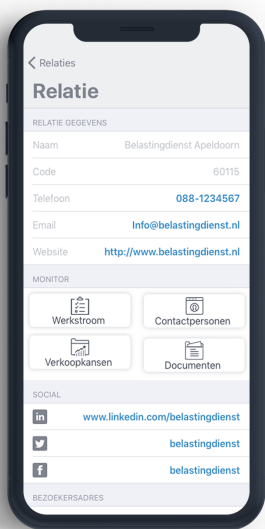 Relaties
Relatie
RELATIE GEGEVENS
Naam Belastingdienst Apeldoorn
Code 60115
Telefoon 088-1234567
Email Info@belastingdienst.nl
Website http://www.belastingdienst.nl
MONITOR
Werkstroom Contactpersonen
Verkoopkansen Documenten
SOCIAL
in www.linkedin.com/belastingdienst
belastingdienst
f belastingdienst
BEZOEKERSADRES